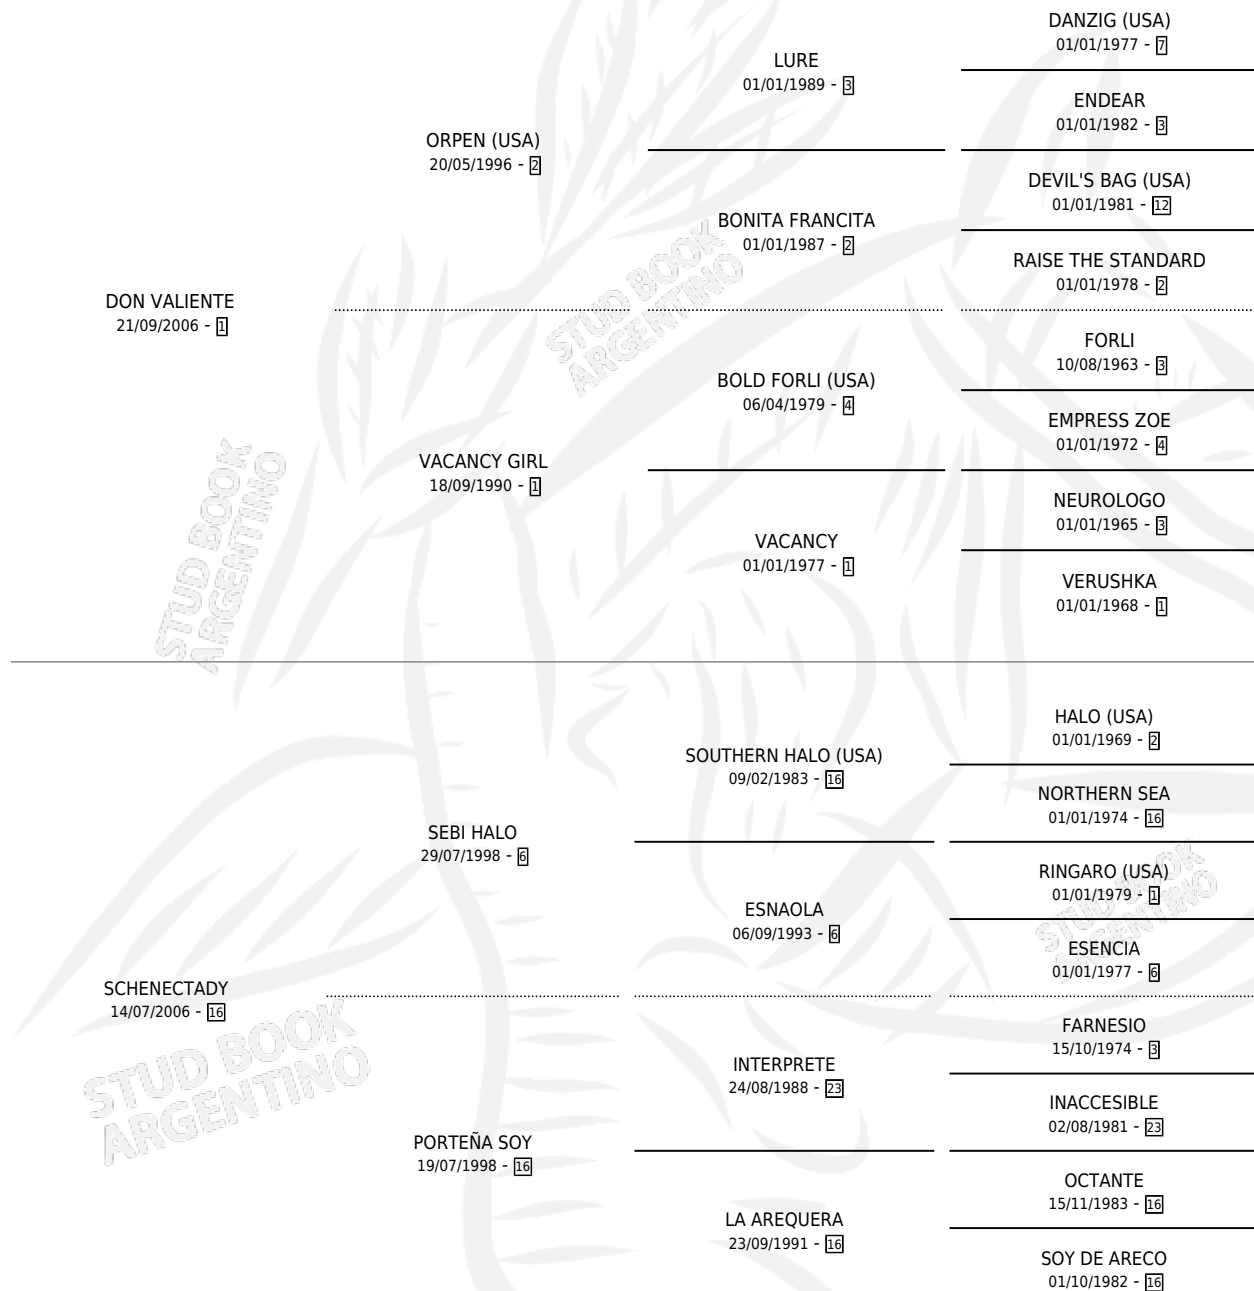 DANZIG (USA)
01/01/1977 - 7
LURE
01/01/1989 - 3
ENDEAR
01/01/1982 - 3
ORPEN (USA)
20/05/1996 - 2
DEVIL'S BAG (USA)
01/01/1981 - 12
BONITA FRANCITA
01/01/1987 - 2
RAISE THE STANDARD
01/01/1978 - 2
DON VALIENTE
21/09/2006 - 1
FORLI
10/08/1963 - 3
BOLD FORLI (USA)
06/04/1979 - 4
EMPRESS ZOE
01/01/1972 - 4
VACANCY GIRL
18/09/1990 - 1
NEUROLOGO
01/01/1965 - 3
VACANCY
01/01/1977 - 1
VERUSHKA
01/01/1968 - 1
STUD BOOK
ARGENTINO
STUD BOOK
ARGENTINO
HALO (USA)
01/01/1969 - 2
SOUTHERN HALO (USA)
09/02/1983 - 16
NORTHERN SEA
01/01/1974 - 16
SEBI HALO
29/07/1998 - 6
RINGARO (USA)
01/01/1979 - 1
ESNAOLA
06/09/1993 - 6
ESENCIA
01/01/1977 - 6
SCHENECTADY
14/07/2006 - 16
FARNESIO
15/10/1974 - 3
INTERPRETE
24/08/1988 - 23
INACCESIBLE
02/08/1981 - 23
PORTEÑA SOY
19/07/1998 - 16
OCTANTE
15/11/1983 - 16
LA AREQUERA
23/09/1991 - 16
SOY DE ARECO
01/10/1982 - 16
STUD BOOK
ARGENTINO
STUD BOOK
ARGENTINO